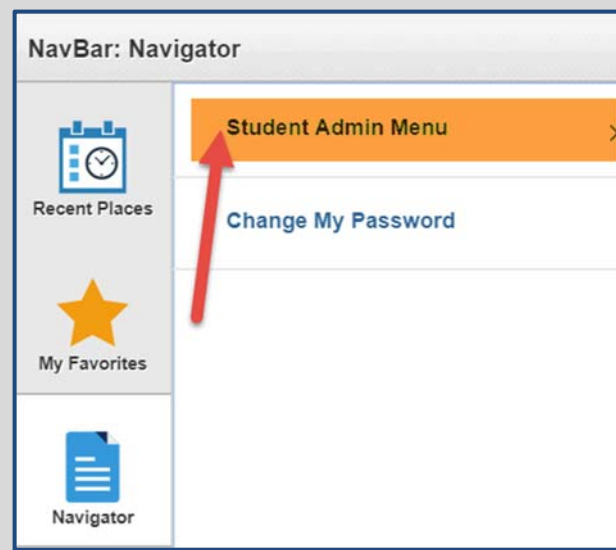 NavBar: Navigator
Recent Places
My Favorites
Navigator
Student Admin Menu
Change My Password